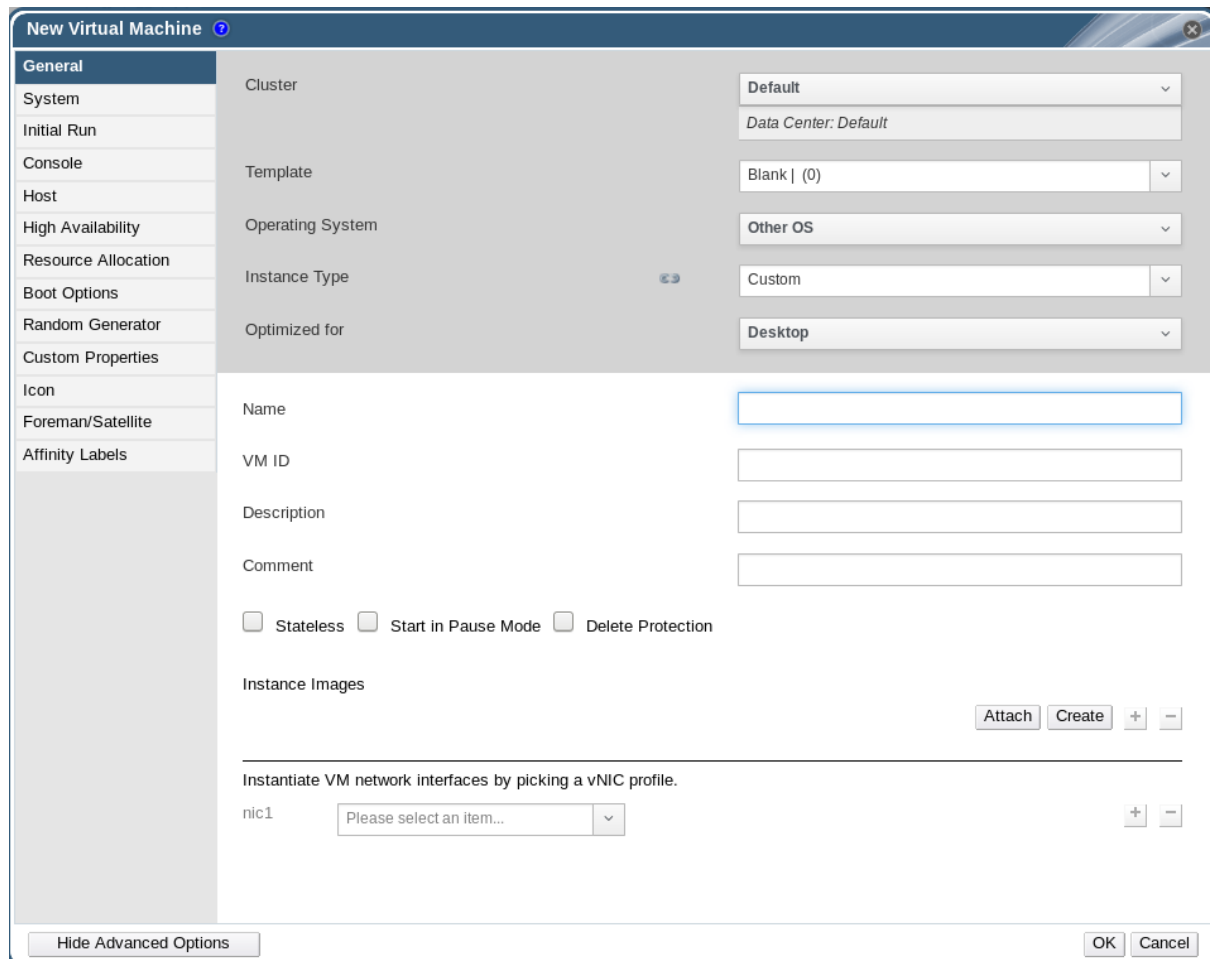 New Virtual Machine ?
General
System
Initial Run
Console
Host
High Availability
Resource Allocation
Boot Options
Random Generator
Custom Properties
Icon
Foreman/Satellite
Affinity Labels
Cluster Default
Data Center: Default
Template Blank | (0)
Operating System Other OS
Instance Type Custom
Optimized for Desktop
Name
VM ID
Description
Comment
Stateless Start in Pause Mode Delete Protection
Instance Images
Attach Create + −
Instantiate VM network interfaces by picking a vNIC profile.
nic1 Please select an item... + −
Hide Advanced Options OK Cancel